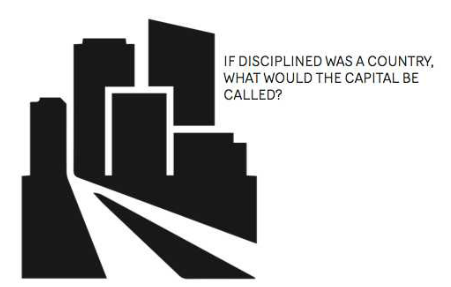 IF DISCIPLINED WAS A COUNTRY,
WHAT WOULD THE CAPITAL BE
CALLED?